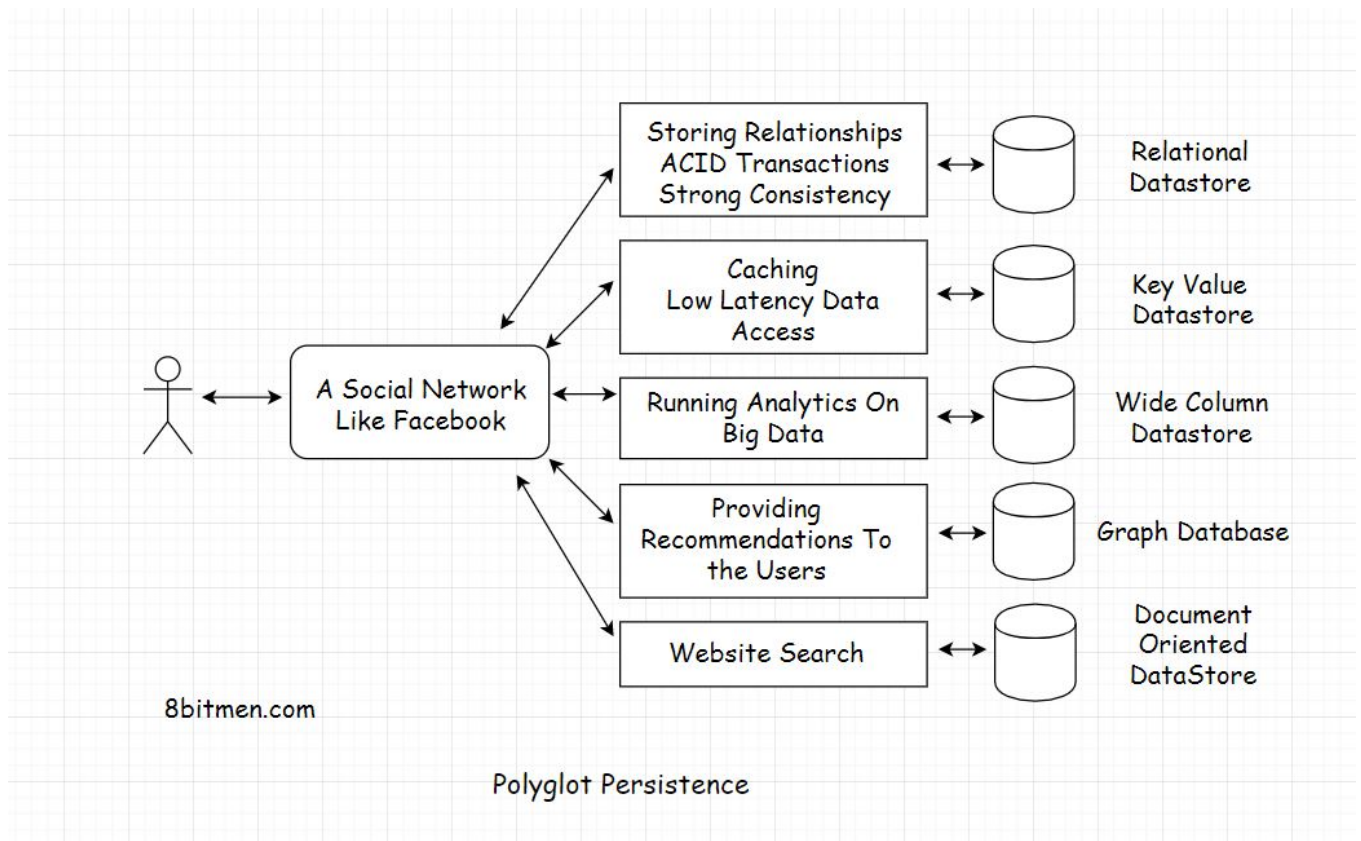 Storing Relationships
ACID Transactions
Strong Consistency
Relational
Datastore
Caching
Low Latency Data
Access
Key Value
Datastore
A Social Network
Like Facebook
Running Analytics On
Big Data
Wide Column
Datastore
Providing
Recommendations To
the Users
Graph Database
Website Search
Document
Oriented
DataStore
8bitmen.com
Polyglot Persistence